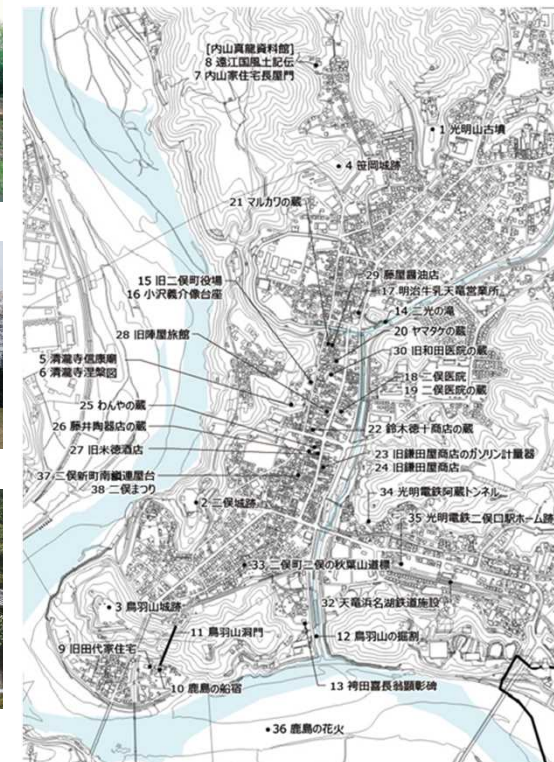 [内山真龍資料館]
8 遠江国風土記伝
7 内山家住宅長屋門
1 光明山古墳
4 笹岡城跡
21 マルカワの蔵
29 藤屋醤油店
17 明治牛乳天竜営業所
15 旧二俣町役場
16 小沢義介像台座
14 二光の滝
20 ヤマタケの蔵
28 旧陣屋旅館
30 旧和田医院の蔵
5 清瀧寺信康廟
6 清瀧寺涅槃図
18 二俣医院
19 二俣医院の蔵
25 わんやの蔵
26 藤井陶器店の蔵
22 鈴木徳十商店の蔵
27 旧米徳酒店
23 旧鎌田屋商店のガソリン計量器
24 旧鎌田屋商店
37 二俣新町南鱗連屋台
38 二俣まつり
34 光明電鉄阿蔵トンネル
2 二俣城跡
35 光明電鉄二俣口駅ホーム跡
33 二俣町二俣の秋葉山道標
32 天竜浜名湖鉄道施設
3 鳥羽山城跡
11 鳥羽山洞門
12 鳥羽山の掘割
9 旧田代家住宅
10 鹿島の船宿
13 袴田喜長翁顕彰碑
36 鹿島の花火